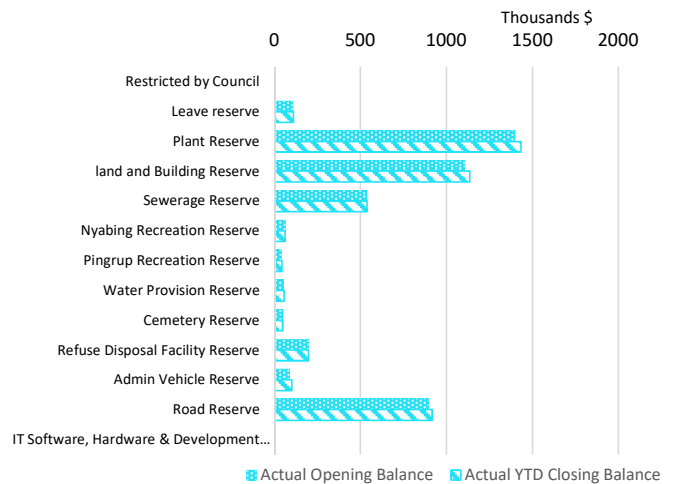 Thousands $
0 500 1000 1500 2000
Restricted by Council
Leave reserve
Plant Reserve
land and Building Reserve
Sewerage Reserve
Nyabing Recreation Reserve
Pingrup Recreation Reserve
Water Provision Reserve
Cemetery Reserve
Refuse Disposal Facility Reserve
Admin Vehicle Reserve
Road Reserve
IT Software, Hardware & Development...
Actual Opening Balance Actual YTD Closing Balance